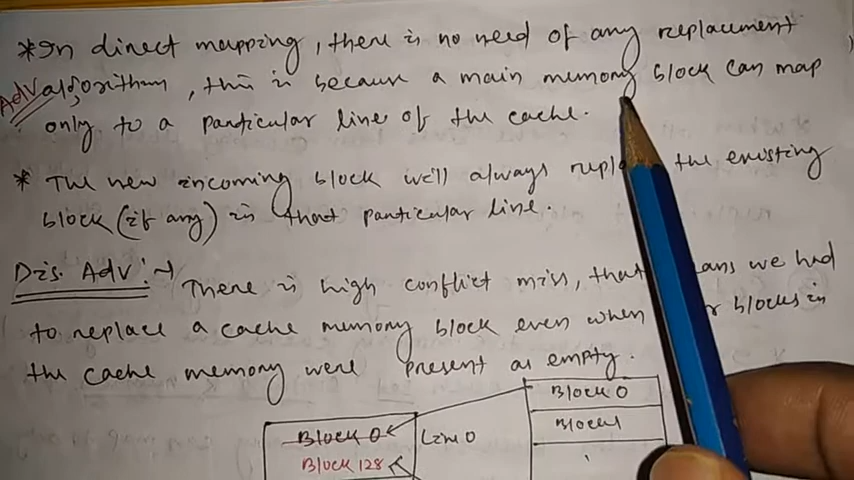 *In direct mapping, there is no need of any replacement
Adv algorithm, this is because a main memory block can map
only to a particular line of the cache.
* The new incoming block will always the existing
block (if any) in that particular line.
Dis. Adv :→ There is high conflict miss, that we had
to replace a cache memory block even when blocks in
the cache memory were present as empty.
Block 0
Block 0 Line 0
Block 1
Block 128